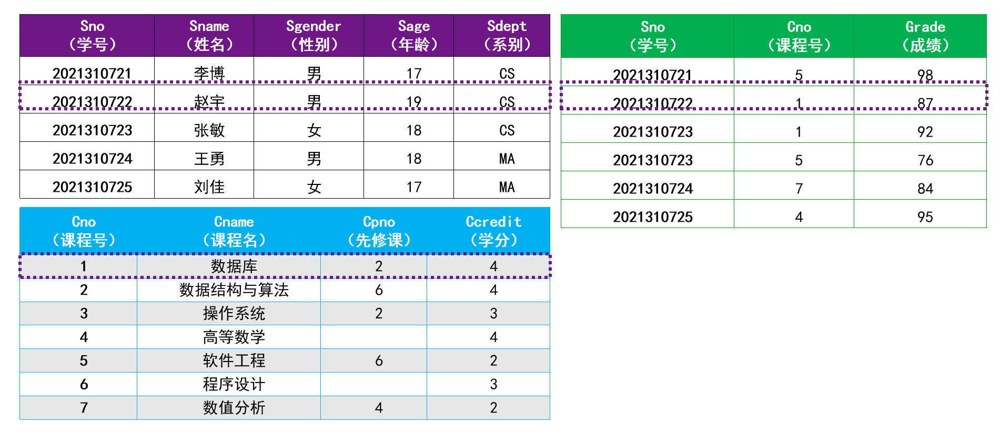 Sno Sname Sgender Sage Sdept
（学号） （姓名） （性别） （年龄） （系别）
2021310721 李博 男 17 CS
2021310722 赵宇 男 19 CS
2021310723 张敏 女 18 CS
2021310724 王勇 男 18 MA
2021310725 刘佳 女 17 MA
Sno Cno Grade
（学号） （课程号） （成绩）
2021310721 5 98
2021310722 1 87
2021310723 1 92
2021310723 5 76
2021310724 7 84
2021310725 4 95
Cno Cname Cpno Ccredit
（课程号） （课程名） （先修课） （学分）
1 数据库 2 4
2 数据结构与算法 6 4
3 操作系统 2 3
4 高等数学 4
5 软件工程 6 2
6 程序设计 3
7 数值分析 4 2